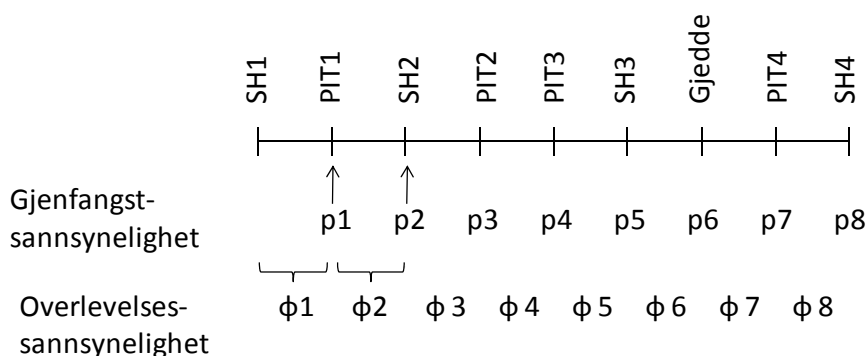 SH1 PIT1 SH2 PIT2 PIT3 SH3 Gjedde PIT4 SH4
Gjenfangst-
sannsynelighet
p1 p2 p3 p4 p5 p6 p7 p8
Overlevelses-
sannsynelighet
ϕ1 ϕ2 ϕ 3 ϕ 4 ϕ 5 ϕ 6 ϕ 7 ϕ 8